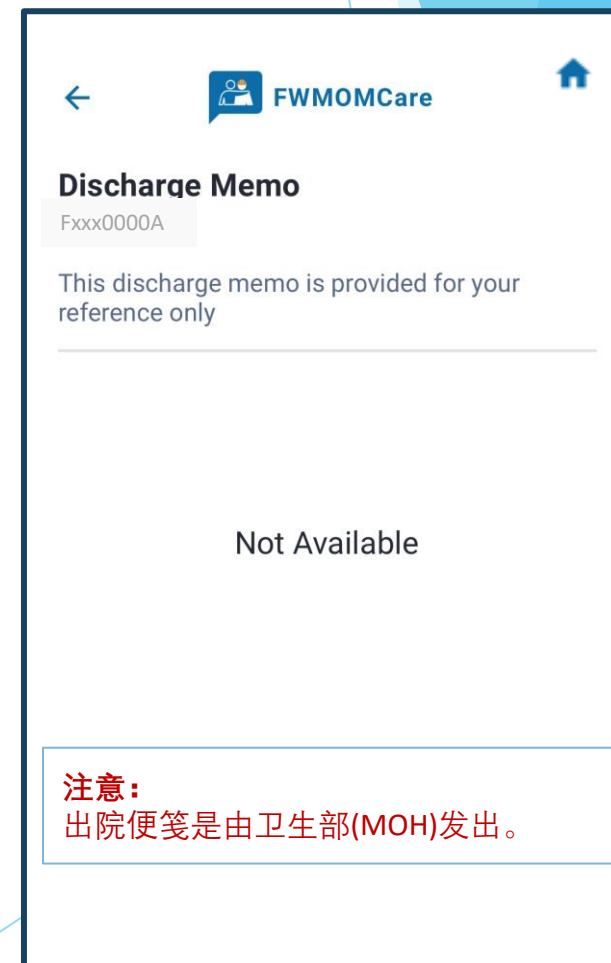 FWMOMCare
Discharge Memo
Fxxx0000A
This discharge memo is provided for your
reference only
Not Available
注意：
出院便笺是由卫生部(MOH)发出。